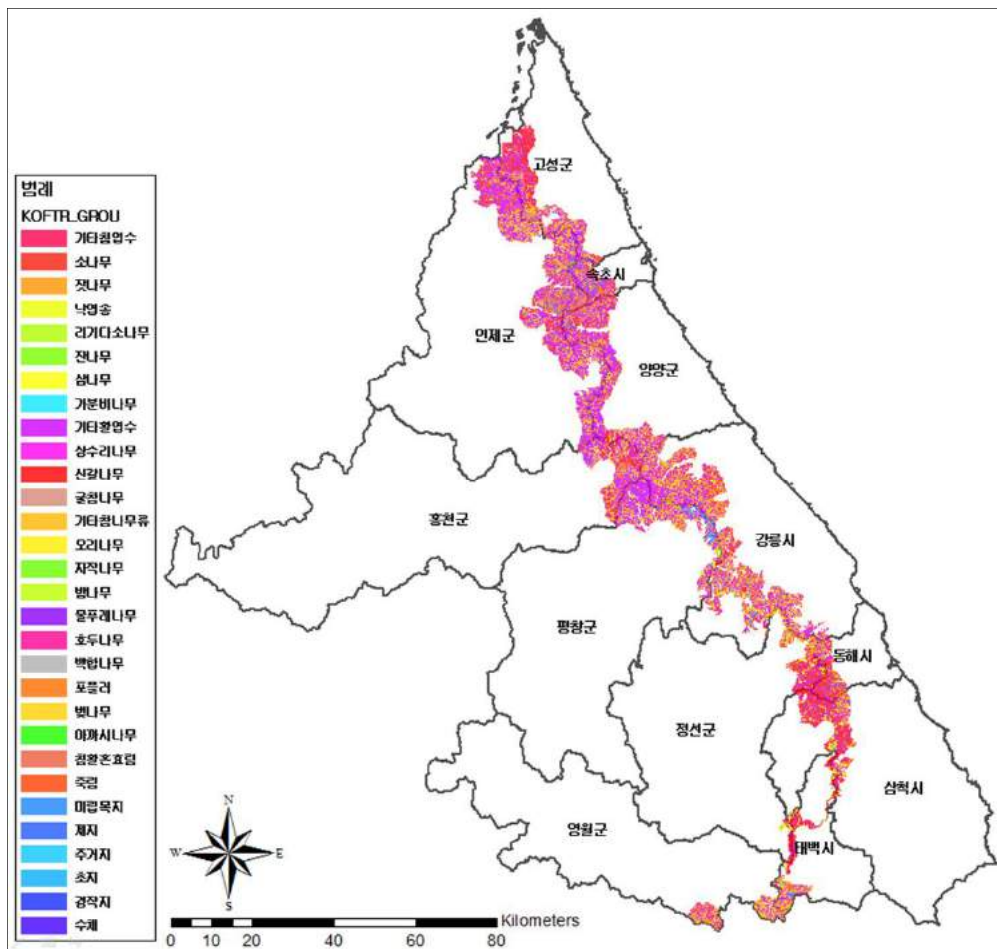 범례
KOFTR_GROU
기타침엽수
소나무
잣나무
낙엽송
리기다소나무
잔나무
삼나무
가분비나무
기타활엽수
상수리나무
신갈나무
굴참나무
기타참나무류
오리나무
자작나무
밤나무
물푸레나무
호두나무
백합나무
포플러
벚나무
아까시나무
침활혼효림
죽림
미립목지
제지
주거지
초지
경작지
수체
고성군
속초시
인제군
양양군
홍천군
강릉시
평창군
동해시
정선군
삼척시
영월군
태백시
N
W
E
S
Kilometers
0 10 20 40 60 80